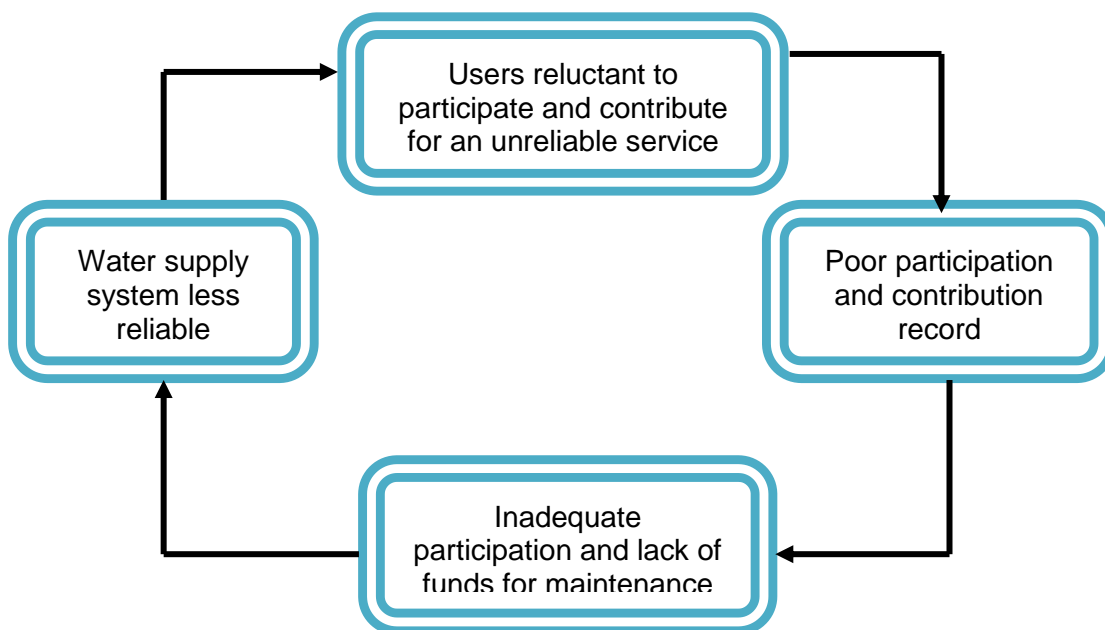 Users reluctant to
participate and contribute
for an unreliable service
Water supply
system less
reliable
Poor participation
and contribution
record
Inadequate
participation and lack of
funds for maintenance